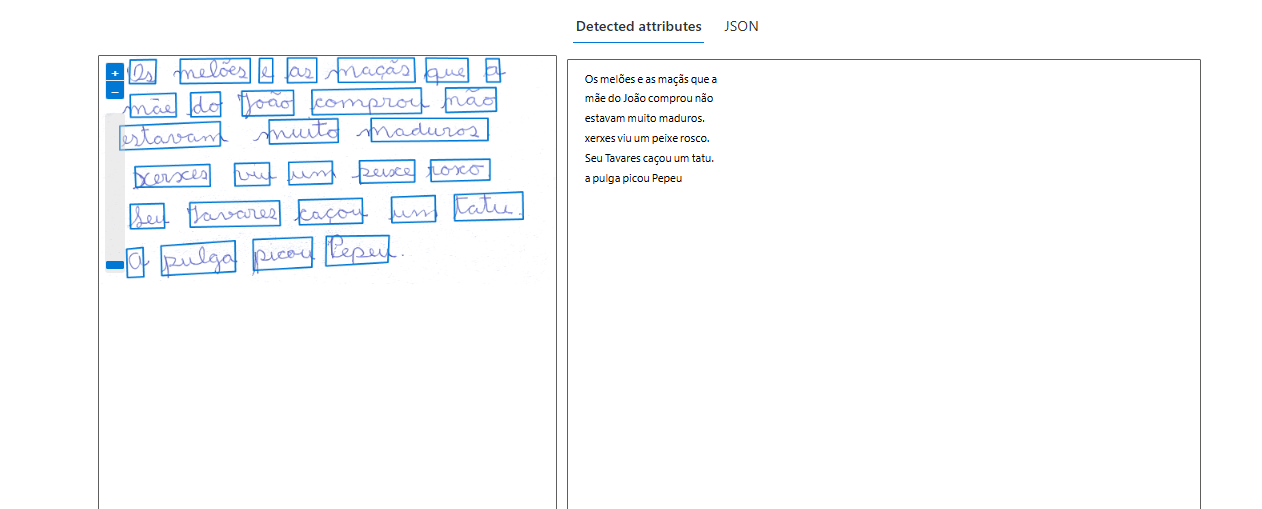 Detected attributes JSON
+
–
Os melões e as maçãs que a
mãe do João comprou não
estavam muito maduros
xerxes viu um peixe roxo
Seu Tavares caçou um tatu.
a pulga picou Pepeu.
Os melões e as maçãs que a
mãe do João comprou não
estavam muito maduros.
xerxes viu um peixe rosco.
Seu Tavares caçou um tatu.
a pulga picou Pepeu